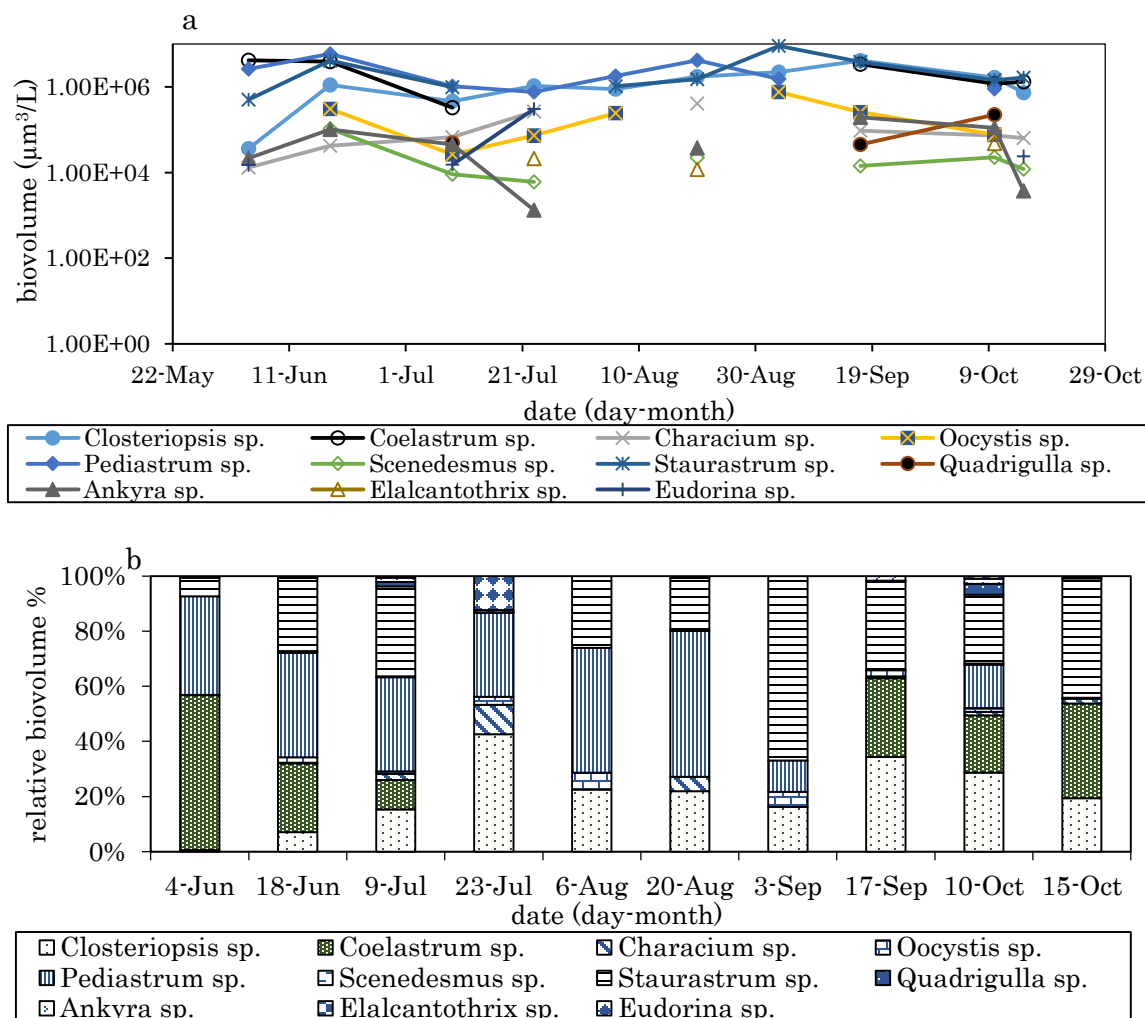 a
biovolume (µm³/L)
1.00E+06
1.00E+04
1.00E+02
1.00E+00
22-May 11-Jun 1-Jul 21-Jul 10-Aug 30-Aug 19-Sep 9-Oct 29-Oct
date (day-month)
Closteriopsis sp. Coelastrum sp. Characium sp. Oocystis sp.
Pediastrum sp. Scenedesmus sp. Staurastrum sp. Quadrigulla sp.
Ankyra sp. Elalcantothrix sp. Eudorina sp.
b
relative biovolume %
100%
80%
60%
40%
20%
0%
4-Jun 18-Jun 9-Jul 23-Jul 6-Aug 20-Aug 3-Sep 17-Sep 10-Oct 15-Oct
date (day-month)
Closteriopsis sp. Coelastrum sp. Characium sp. Oocystis sp.
Pediastrum sp. Scenedesmus sp. Staurastrum sp. Quadrigulla sp.
Ankyra sp. Elalcantothrix sp. Eudorina sp.